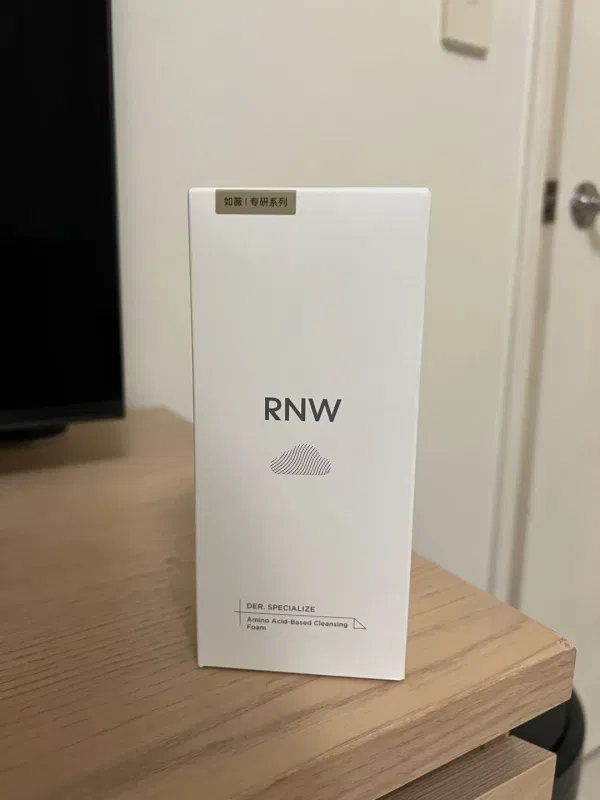 如薇 | 专研系列
RNW
DER. SPECIALIZE
Amino Acid-Based Cleansing
Foam